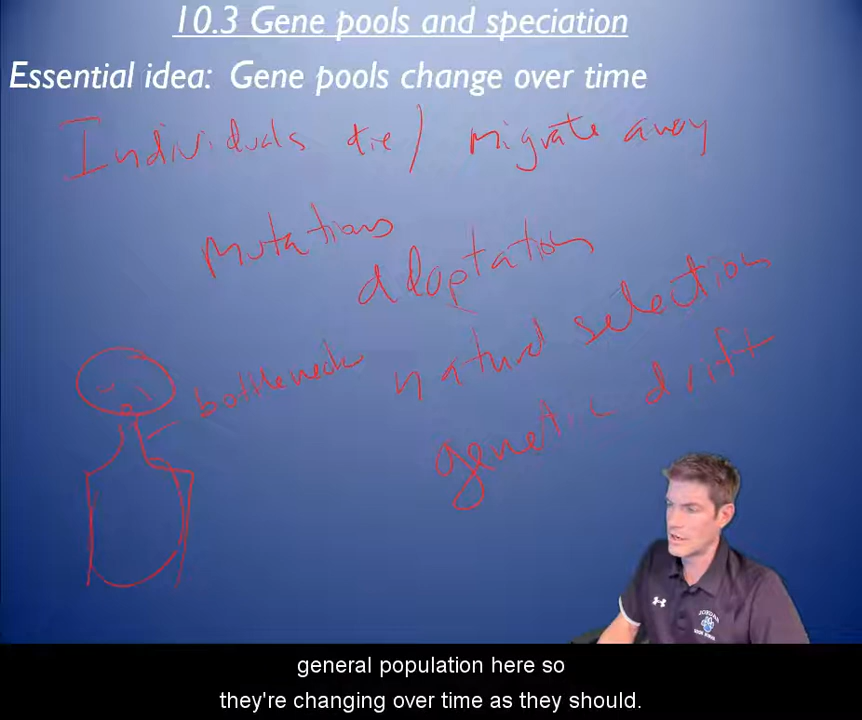 10.3 Gene pools and speciation
Essential idea: Gene pools change over time
Individuals die/ migrate away
Mutations
adaptation
natural selection
bottleneck
genetic drift
JORDAN
general population here so
they're changing over time as they should.